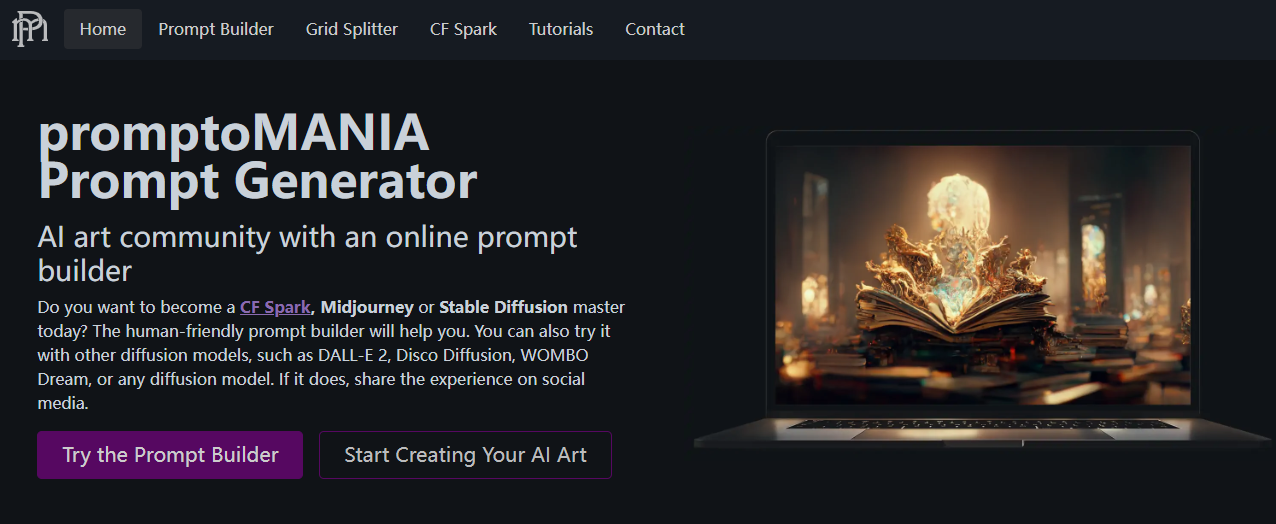 Home Prompt Builder Grid Splitter CF Spark Tutorials Contact
promptoMANIA
Prompt Generator
AI art community with an online prompt
builder
Do you want to become a CF Spark, Midjourney or Stable Diffusion master
today? The human-friendly prompt builder will help you. You can also try it
with other diffusion models, such as DALL-E 2, Disco Diffusion, WOMBO
Dream, or any diffusion model. If it does, share the experience on social
media.
Try the Prompt Builder Start Creating Your AI Art